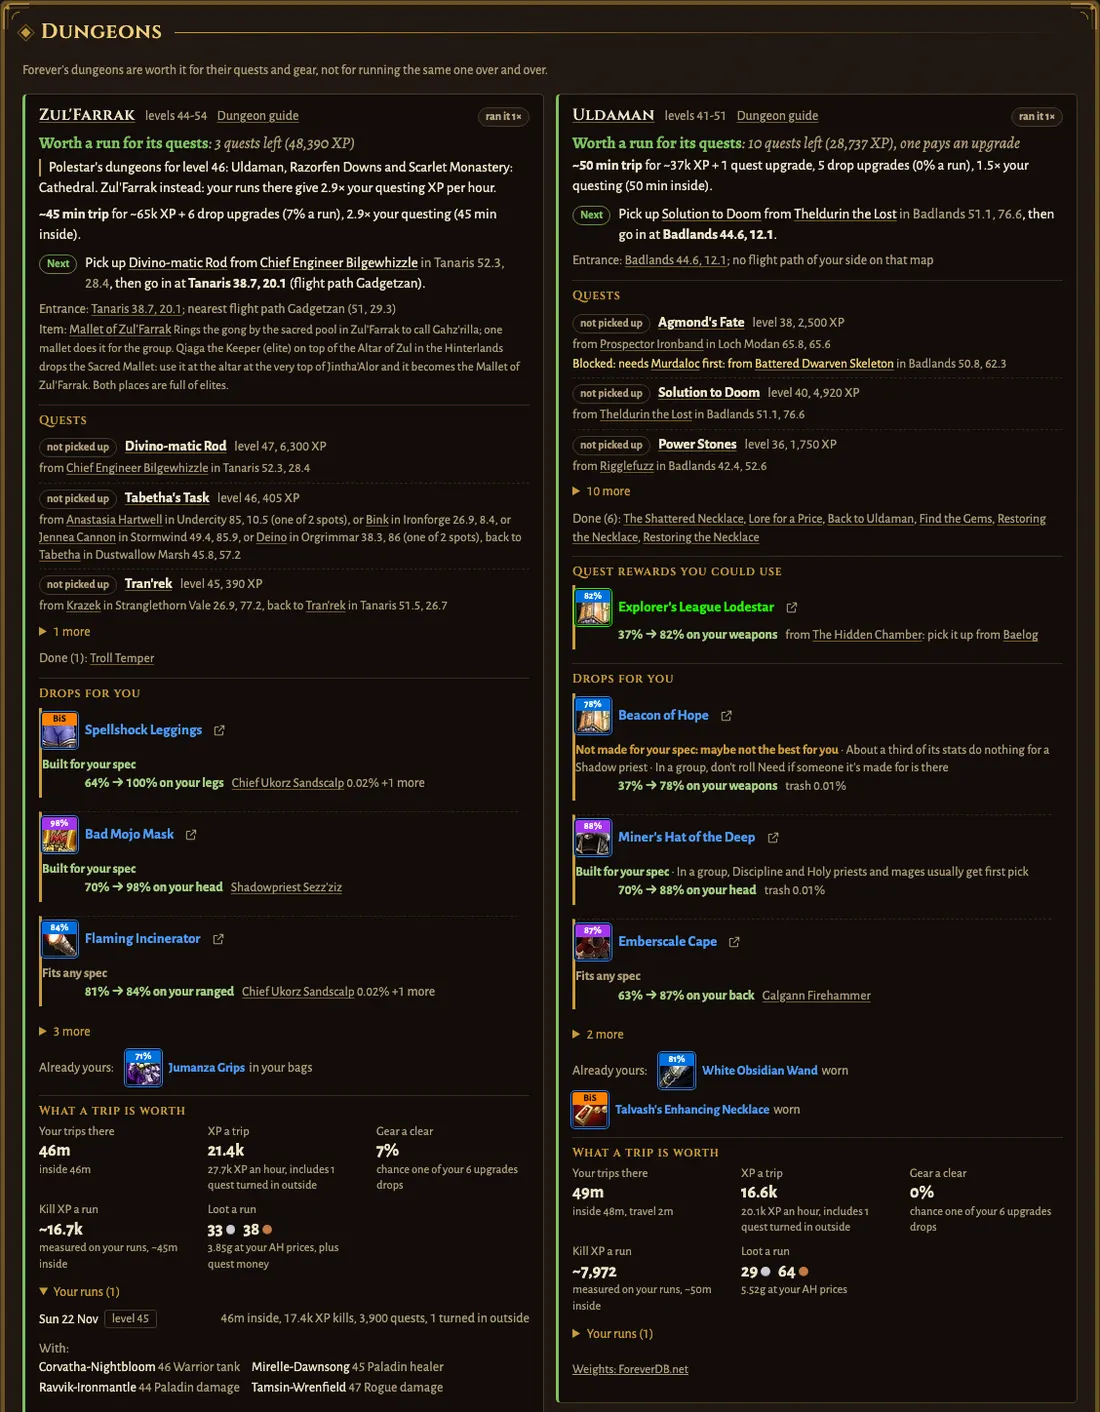 DUNGEONS
Forever's dungeons are worth it for their quests and gear, not for running the same one over and over.
ZUL'FARRAK levels 44-54 Dungeon guide ran it 1×
Worth a run for its quests: 3 quests left (48,390 XP)
Polestar's dungeons for level 46: Uldaman, Razorfen Downs and Scarlet Monastery:
Cathedral. Zul'Farrak instead: your runs there give 2.9× your questing XP per hour.
~45 min trip for ~65k XP + 6 drop upgrades (7% a run), 2.9× your questing (45 min
inside).
Next Pick up Divino-matic Rod from Chief Engineer Bilgewhizzle in Tanaris 52.3,
28.4, then go in at Tanaris 38.7, 20.1 (flight path Gadgetzan).
Entrance: Tanaris 38.7, 20.1; nearest flight path Gadgetzan (51, 29.3)
Item: Mallet of Zul'Farrak Rings the gong by the sacred pool in Zul'Farrak to call Gahz'rilla; one
mallet does it for the group. Qiaga the Keeper (elite) on top of the Altar of Zul in the Hinterlands
drops the Sacred Mallet: use it at the altar at the very top of Jintha'Alor and it becomes the Mallet of
Zul'Farrak. Both places are full of elites.
QUESTS
not picked up Divino-matic Rod level 47, 6,300 XP
from Chief Engineer Bilgewhizzle in Tanaris 52.3, 28.4
not picked up Tabetha's Task level 46, 405 XP
from Anastasia Hartwell in Undercity 85, 10.5 (one of 2 spots), or Bink in Ironforge 26.9, 8.4, or
Jennea Cannon in Stormwind 49.4, 85.9, or Deino in Orgrimmar 38.3, 86 (one of 2 spots), back to
Tabetha in Dustwallow Marsh 45.8, 57.2
not picked up Tran'rek level 45, 390 XP
from Krazek in Stranglethorn Vale 26.9, 77.2, back to Tran'rek in Tanaris 51.5, 26.7
▶ 1 more
Done (1): Troll Temper
DROPS FOR YOU
BiS Spellshock Leggings
Built for your spec
64% → 100% on your legs Chief Ukorz Sandscalp 0.02% +1 more
98% Bad Mojo Mask
Built for your spec
70% → 98% on your head Shadowpriest Sezz'ziz
84% Flaming Incinerator
Fits any spec
81% → 84% on your ranged Chief Ukorz Sandscalp 0.02% +1 more
▶ 3 more
Already yours: 71% Jumanza Grips in your bags
WHAT A TRIP IS WORTH
Your trips there XP a trip Gear a clear
46m 21.4k 7%
inside 46m 27.7k XP an hour, includes 1 chance one of your 6 upgrades
quest turned in outside drops
Kill XP a run Loot a run
~16.7k 33 38
measured on your runs, ~45m 3.85g at your AH prices, plus
inside quest money
▼ Your runs (1)
Sun 22 Nov level 45 46m inside, 17.4k XP kills, 3,900 quests, 1 turned in outside
With:
Corvatha-Nightbloom 46 Warrior tank Mirelle-Dawnsong 45 Paladin healer
Ravvik-Ironmantle 44 Paladin damage Tamsin-Wrenfield 47 Rogue damage
ULDAMAN levels 41-51 Dungeon guide ran it 1×
Worth a run for its quests: 10 quests left (28,737 XP), one pays an upgrade
~50 min trip for ~37k XP + 1 quest upgrade, 5 drop upgrades (0% a run), 1.5× your
questing (50 min inside).
Next Pick up Solution to Doom from Theldurin the Lost in Badlands 51.1, 76.6, then
go in at Badlands 44.6, 12.1.
Entrance: Badlands 44.6, 12.1; no flight path of your side on that map
QUESTS
not picked up Agmond's Fate level 38, 2,500 XP
from Prospector Ironband in Loch Modan 65.8, 65.6
Blocked: needs Murdaloc first: from Battered Dwarven Skeleton in Badlands 50.8, 62.3
not picked up Solution to Doom level 40, 4,920 XP
from Theldurin the Lost in Badlands 51.1, 76.6
not picked up Power Stones level 36, 1,750 XP
from Rigglefuzz in Badlands 42.4, 52.6
▶ 10 more
Done (6): The Shattered Necklace, Lore for a Price, Back to Uldaman, Find the Gems, Restoring
the Necklace, Restoring the Necklace
QUEST REWARDS YOU COULD USE
82% Explorer's League Lodestar
37% → 82% on your weapons from The Hidden Chamber: pick it up from Baelog
DROPS FOR YOU
78% Beacon of Hope
Not made for your spec: maybe not the best for you · About a third of its stats do nothing for a
Shadow priest · In a group, don't roll Need if someone it's made for is there
37% → 78% on your weapons trash 0.01%
88% Miner's Hat of the Deep
Built for your spec · In a group, Discipline and Holy priests and mages usually get first pick
70% → 88% on your head trash 0.01%
87% Emberscale Cape
Fits any spec
63% → 87% on your back Galgann Firehammer
▶ 2 more
Already yours: 81% White Obsidian Wand worn
BiS Talvash's Enhancing Necklace worn
WHAT A TRIP IS WORTH
Your trips there XP a trip Gear a clear
49m 16.6k 0%
inside 48m, travel 2m 20.1k XP an hour, includes 1 chance one of your 6 upgrades
quest turned in outside drops
Kill XP a run Loot a run
~7,972 29 64
measured on your runs, ~50m 5.52g at your AH prices
inside
▶ Your runs (1)
Weights: ForeverDB.net